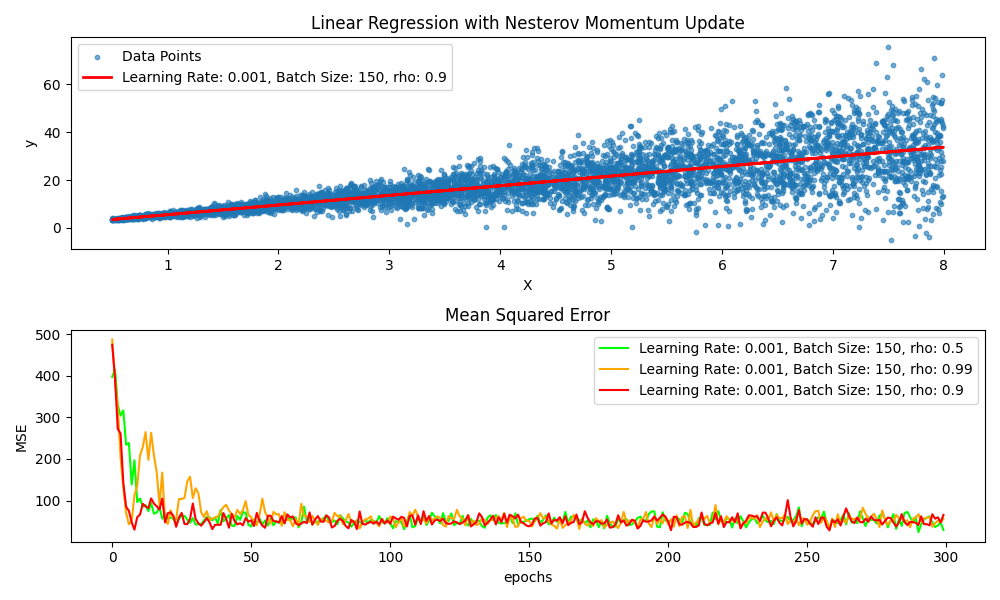 Linear Regression with Nesterov Momentum Update
Data Points
Learning Rate: 0.001, Batch Size: 150, rho: 0.9
y
60
40
20
0
1 2 3 4 5 6 7 8
X
Mean Squared Error
Learning Rate: 0.001, Batch Size: 150, rho: 0.5
Learning Rate: 0.001, Batch Size: 150, rho: 0.99
Learning Rate: 0.001, Batch Size: 150, rho: 0.9
MSE
500
400
300
200
100
0 50 100 150 200 250 300
epochs